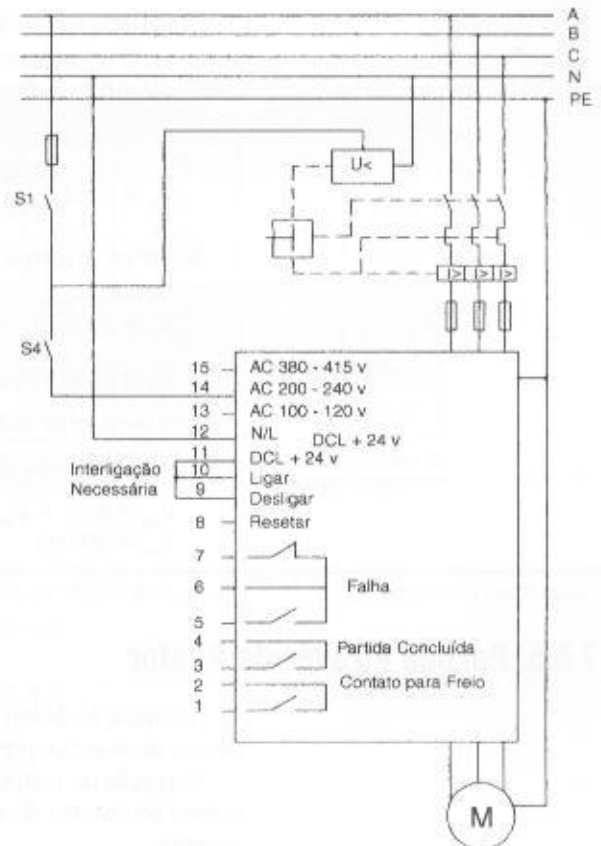 A
B
C
N
PE
U<
S1
I> I> I>
S4
15 AC 380 - 415 v
14 AC 200 - 240 v
13 AC 100 - 120 v
12 N/L DCL + 24 v
11 DCL + 24 v
Interligação Necessária
10 Ligar
9 Desligar
8 Resetar
7
6 Falha
5
4 Partida Concluída
3
2 Contato para Freio
1
M